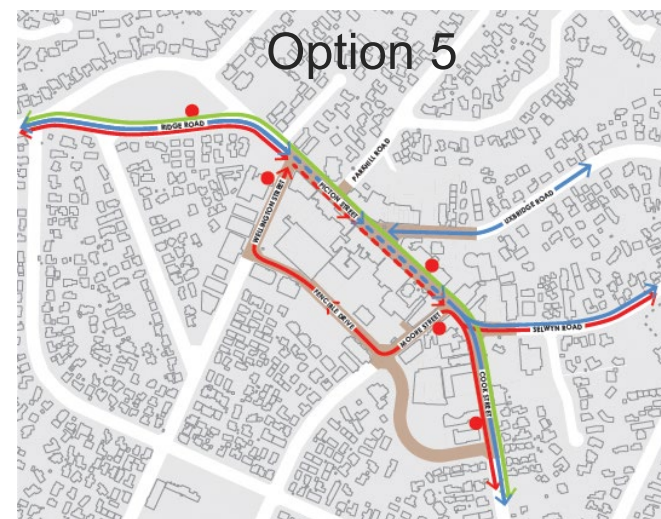 Option 5
RIDGE ROAD
PARKHILL ROAD
PICTON STREET
WELLINGTON STREET
UXBRIDGE ROAD
FENCIBLE DRIVE
MOORE STREET
SELWYN ROAD
COOK STREET